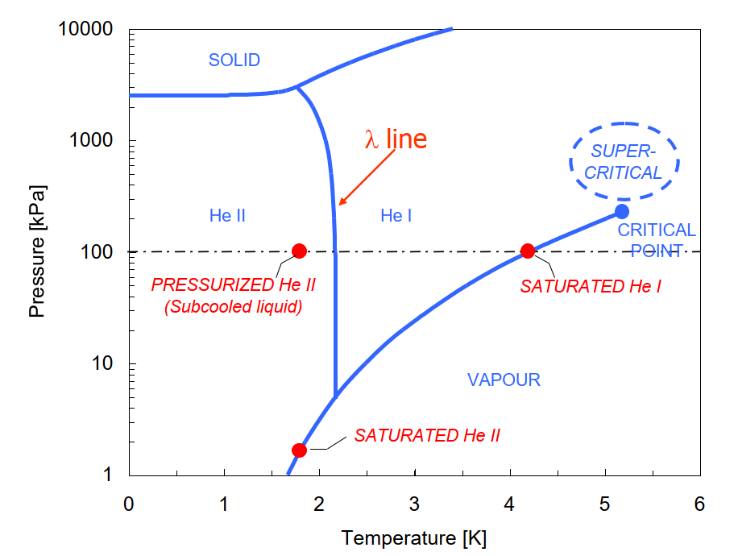 10000
SOLID
1000
λ line
SUPER-
CRITICAL
He II
He I
CRITICAL
POINT
100
PRESSURIZED He II
(Subcooled liquid)
SATURATED He I
Pressure [kPa]
10
VAPOUR
SATURATED He II
1
0 1 2 3 4 5 6
Temperature [K]